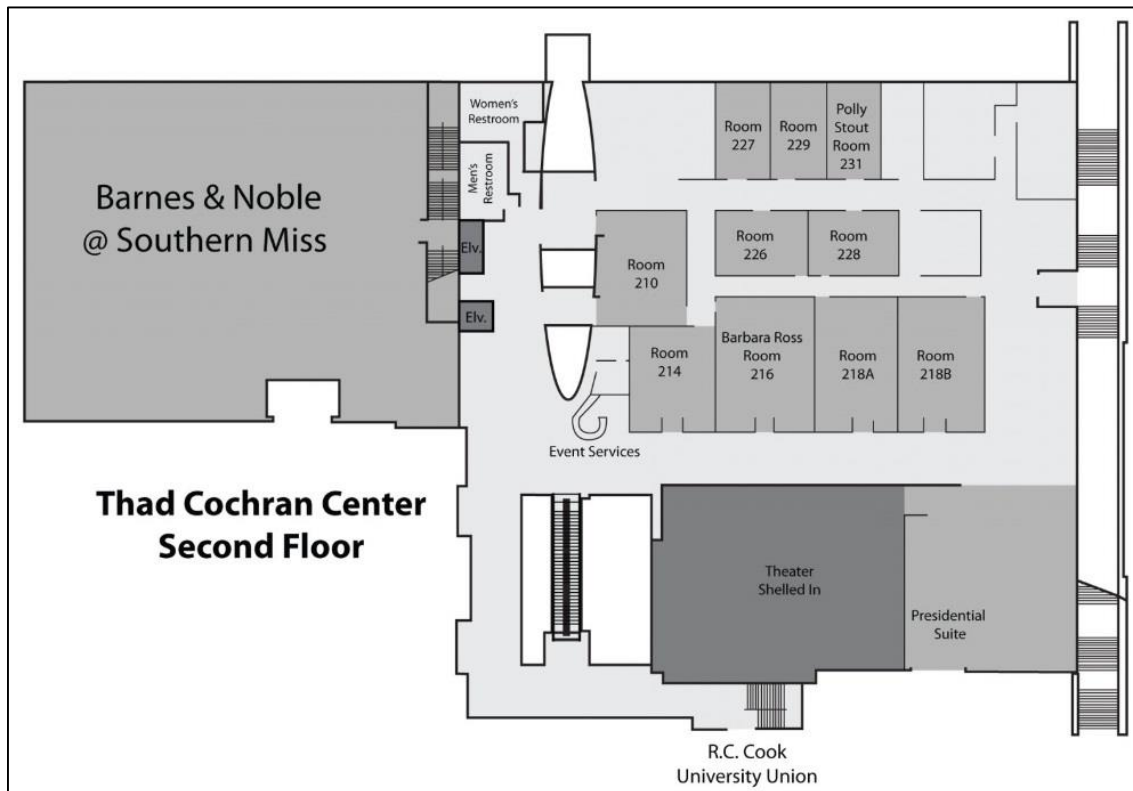 Women's
Restroom
Men's
Restroom
Room
227
Room
229
Polly
Stout
Room
231
Barnes & Noble
@ Southern Miss
Elv.
Elv.
Room
210
Room
226
Room
228
Room
214
Barbara Ross
Room
216
Room
218A
Room
218B
Event Services
Thad Cochran Center
Second Floor
Theater
Shelled In
Presidential
Suite
R.C. Cook
University Union